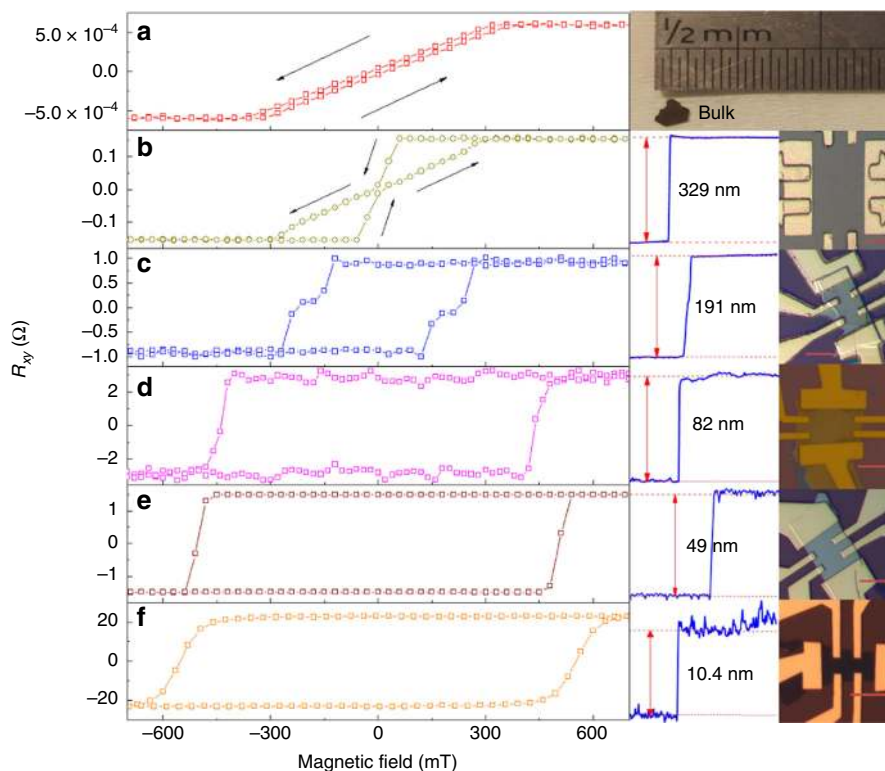 a
5.0 × 10⁻⁴
0.0
−5.0 × 10⁻⁴
1/2 mm
Bulk
b
0.1
0.0
−0.1
329 nm
c
1.0
0.5
0.0
−0.5
−1.0
191 nm
Rxy (Ω)
d
2
0
−2
82 nm
e
1
0
−1
49 nm
f
20
0
−20
10.4 nm
−600
−300
0
300
600
Magnetic field (mT)